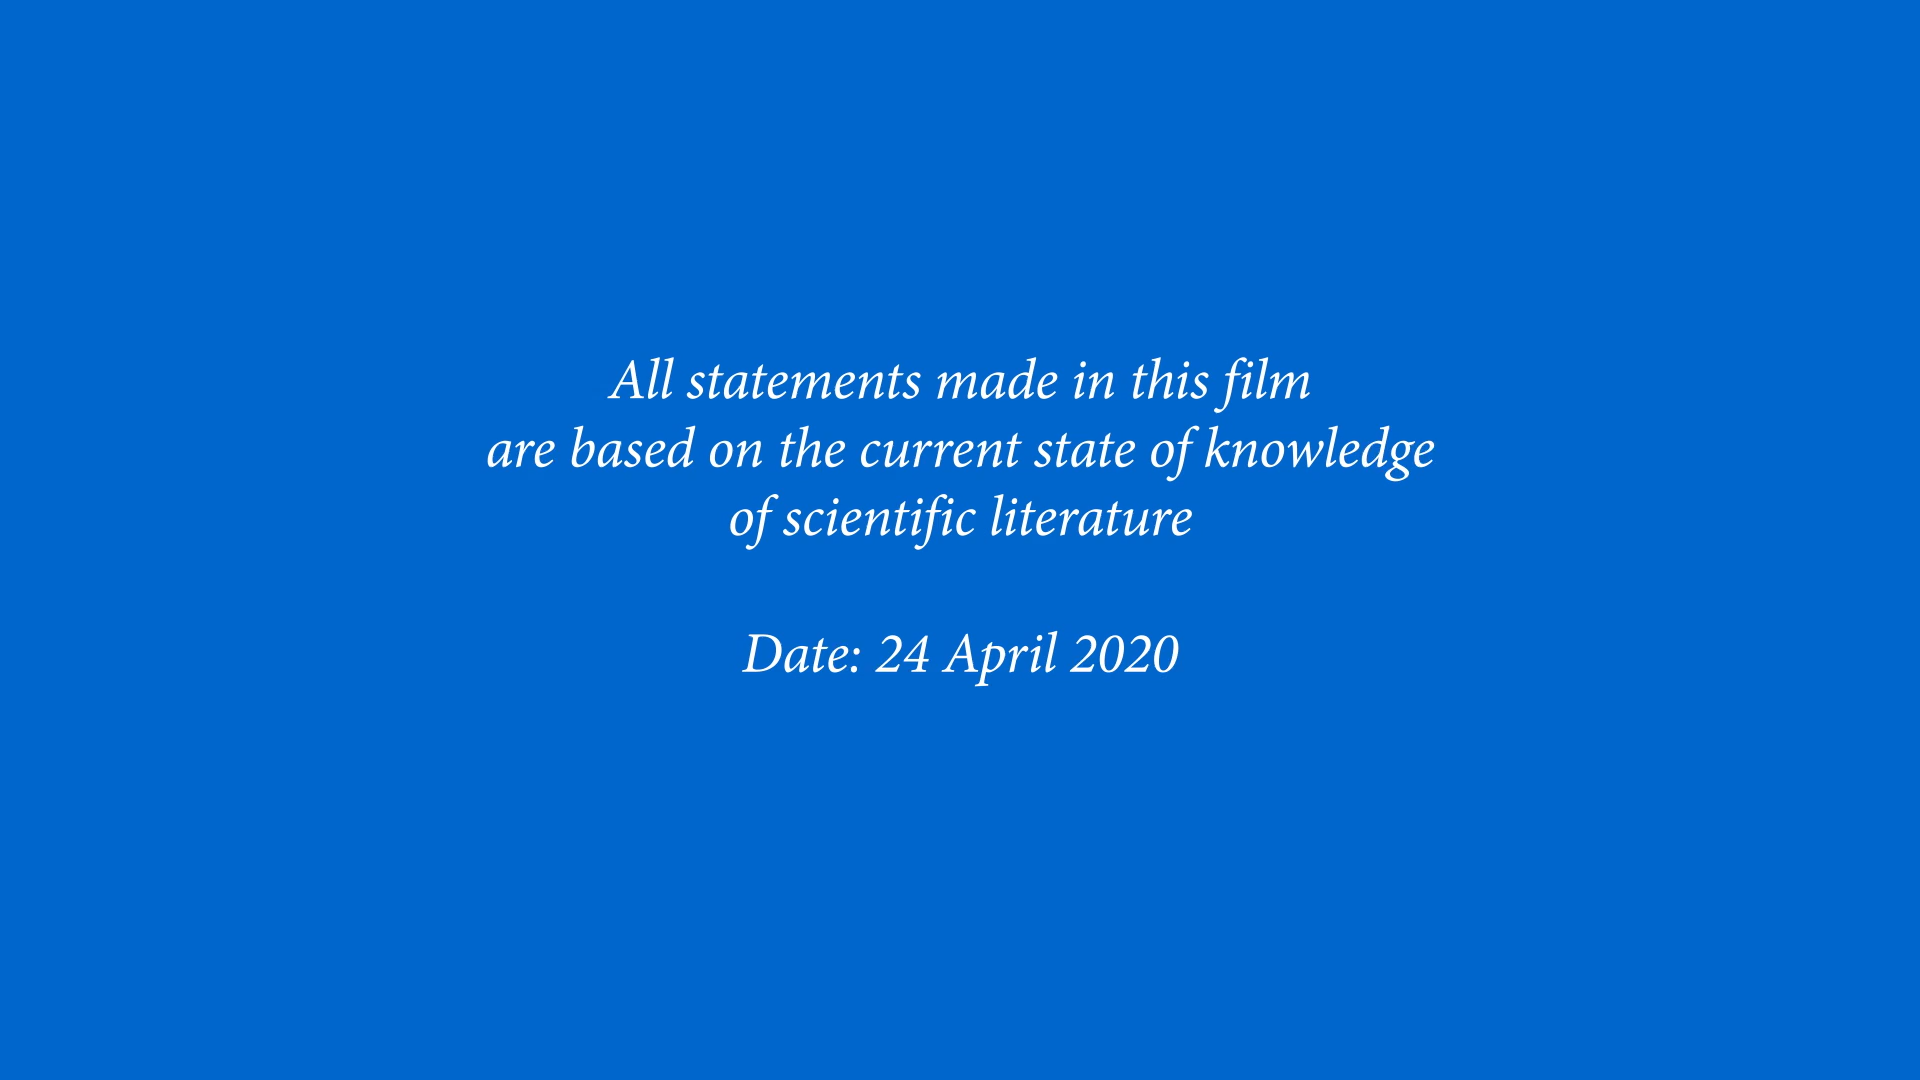 All statements made in this film
are based on the current state of knowledge
of scientific literature
Date: 24 April 2020